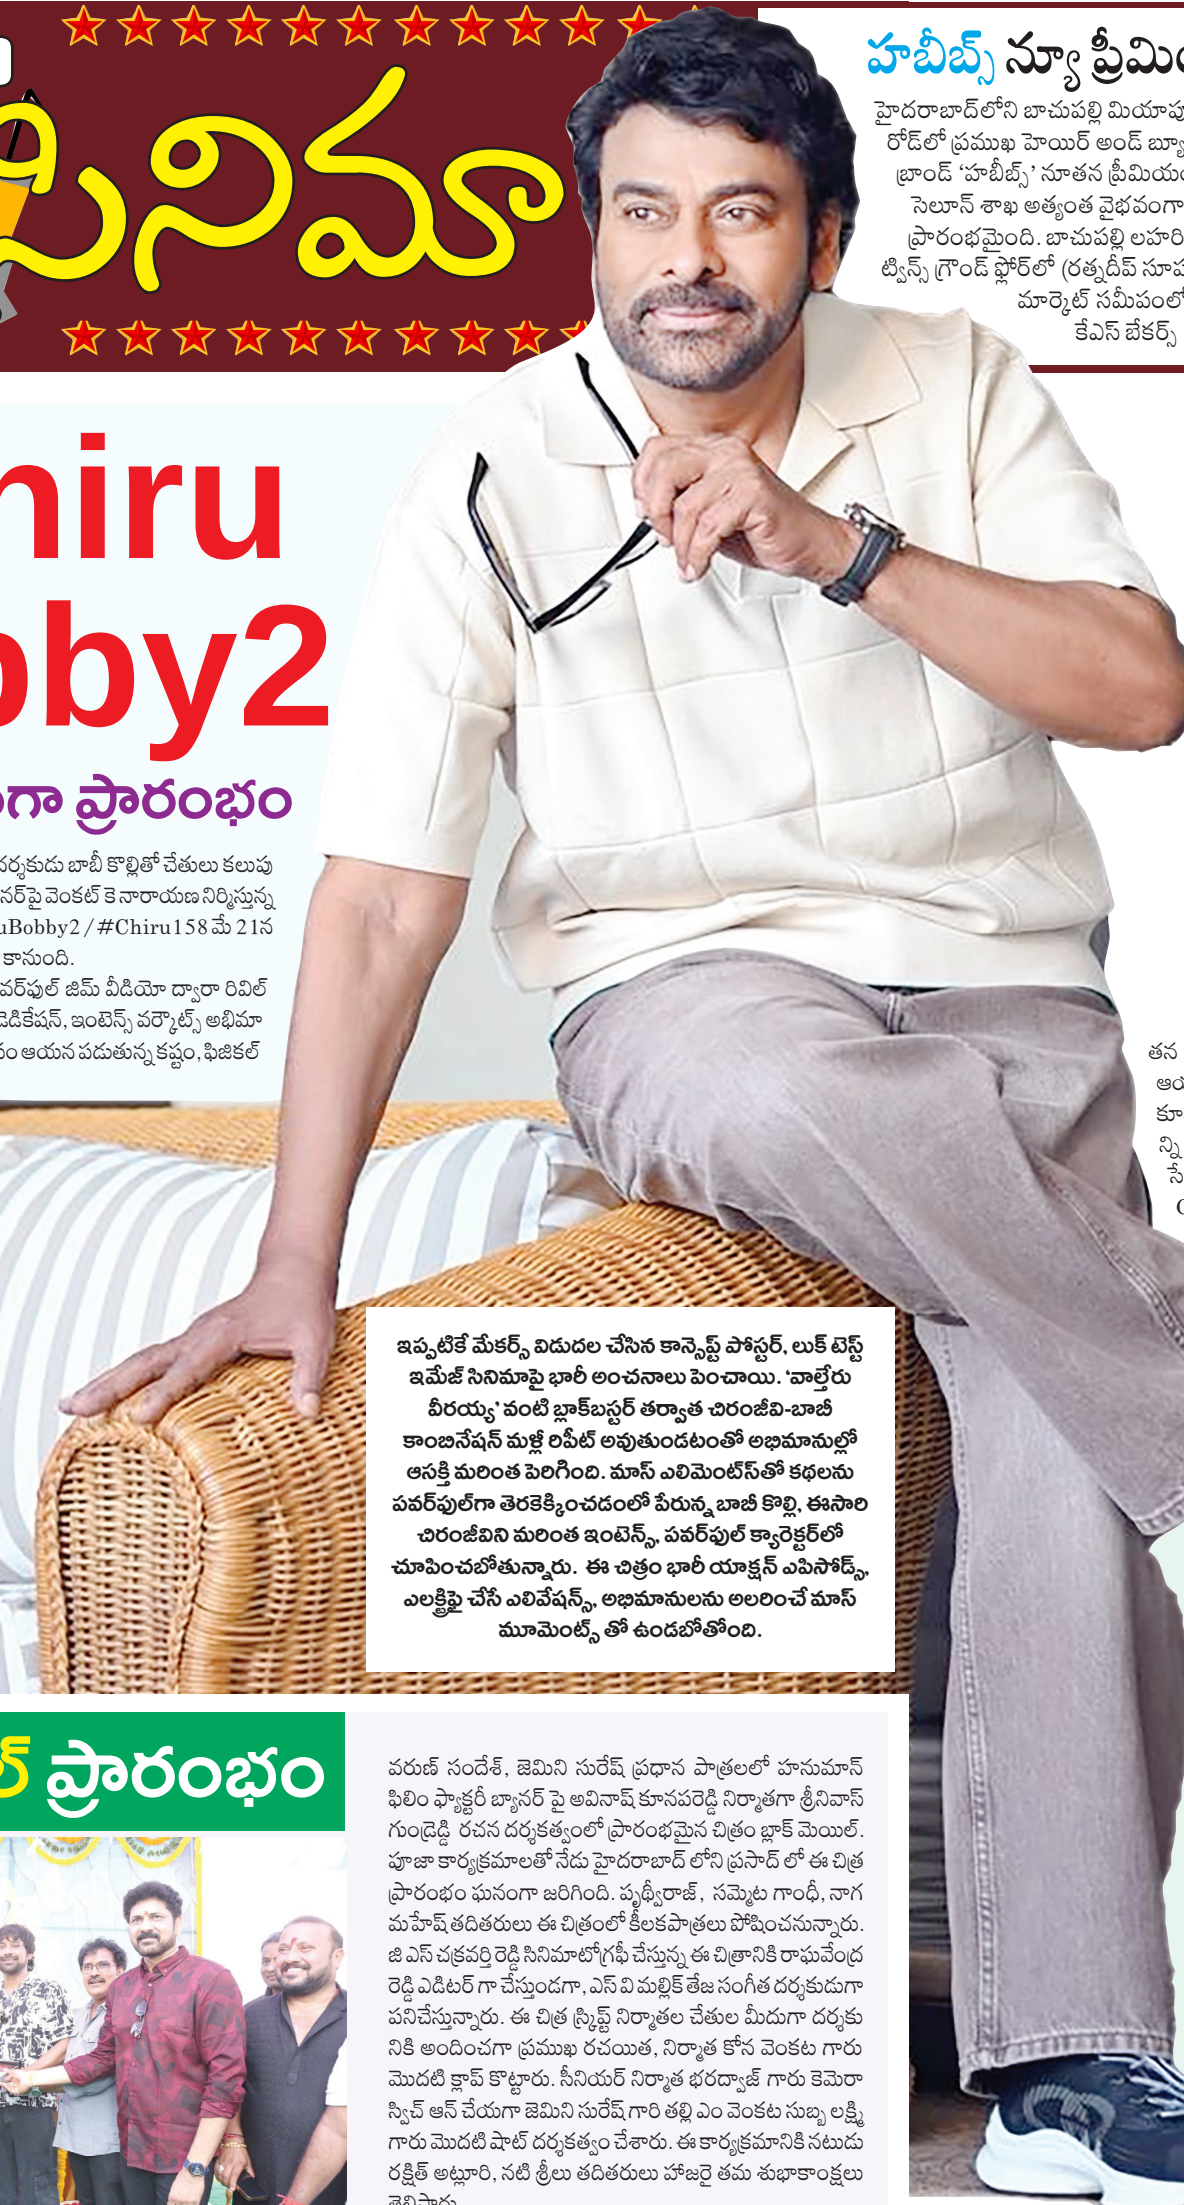 సినిమా
హబీబ్స్ న్యూ
హైదరాబాద్‌లోని బాచుపల్లి
రోడ్‌లో ప్రముఖ హెయిర్ అండ్
బ్రాండ్ ‘హబీబ్స్’ నూతన
సెలూన్ శాఖ అత్యంత వైభవంగా
ప్రారంభమైంది. బాచుపల్లి లహరి
ట్విన్స్ గ్రౌండ్ ఫ్లోర్‌లో (రత్నదీప్
మార్కెట్ సమీపంలో
కేఎస్ బేకర్స్
hiru
bby2
గా ప్రారంభం
దర్శకుడు బాబీ కొల్లితో చేతులు కలుపు
నర్‌పై వెంకట్ కె నారాయణ నిర్మిస్తున్న
uBobby2 / #Chiru158 మే 21న
కానుంది.
వర్‌ఫుల్ జిమ్ వీడియో ద్వారా రివిల్
డెడికేషన్, ఇంటెన్స్ వర్కౌట్స్ అభిమా
ఆయన పడుతున్న కష్టం, ఫిజికల్
తన
కూ
న్ని
సే
ఇప్పటికే మేకర్స్ విడుదల చేసిన కాన్సెప్ట్ పోస్టర్, లుక్ టెస్ట్
ఇమేజ్ సినిమాపై భారీ అంచనాలు పెంచాయి. ‘వాల్తేరు
వీరయ్య’ వంటి బ్లాక్‌బస్టర్ తర్వాత చిరంజీవి-బాబీ
కాంబినేషన్ మళ్లీ రిపీట్ అవుతుండటంతో అభిమానుల్లో
ఆసక్తి మరింత పెరిగింది. మాస్ ఎలిమెంట్స్‌తో కథలను
పవర్‌ఫుల్‌గా తెరకెక్కించడంలో పేరున్న బాబీ కొల్లి, ఈసారి
చిరంజీవిని మరింత ఇంటెన్స్, పవర్‌ఫుల్ క్యారెక్టర్‌లో
చూపించబోతున్నారు. ఈ చిత్రం భారీ యాక్షన్ ఎపిసోడ్స్,
ఎలక్ట్రిఫై చేసే ఎలివేషన్స్, అభిమానులను అలరించే మాస్
మూమెంట్స్ తో ఉండబోతోంది.
ప్రారంభం
వరుణ్ సందేశ్, జెమిని సురేష్ ప్రధాన పాత్రలలో హనుమాన్
ఫిలిం ఫ్యాక్టరీ బ్యానర్ పై అవినాష్ కూనపరెడ్డి నిర్మాతగా శ్రీనివాస్
గుండ్రెడ్డి రచన దర్శకత్వంలో ప్రారంభమైన చిత్రం బ్లాక్ మెయిల్.
పూజా కార్యక్రమాలతో నేడు హైదరాబాద్ లోని ప్రసాద్ లో ఈ చిత్ర
ప్రారంభం ఘనంగా జరిగింది. పృథ్వీరాజ్, సమ్మెట గాంధీ, నాగ
మహేష్ తదితరులు ఈ చిత్రంలో కీలకపాత్రలు పోషించనున్నారు.
జి ఎస్ చక్రవర్తి రెడ్డి సినిమాటోగ్రఫీ చేస్తున్న ఈ చిత్రానికి రాఘవేంద్ర
రెడ్డి ఎడిటర్ గా చేస్తుండగా, ఎస్ వి మల్లిక్ తేజ సంగీత దర్శకుడుగా
పనిచేస్తున్నారు. ఈ చిత్ర స్క్రిప్ట్ నిర్మాతల చేతుల మీదుగా దర్శకు
నికి అందించగా ప్రముఖ రచయిత, నిర్మాత కోన వెంకట గారు
మొదటి క్లాప్ కొట్టారు. సీనియర్ నిర్మాత భరద్వాజ్ గారు కెమెరా
స్విచ్ ఆన్ చేయగా జెమిని సురేష్ గారి తల్లి ఎం వెంకట సుబ్బ లక్ష్మి
గారు మొదటి షాట్ దర్శకత్వం చేశారు. ఈ కార్యక్రమానికి నటుడు
రక్షిత్ అట్లూరి, నటి శ్రీలు తదితరులు హాజరై తమ శుభాకాంక్షలు